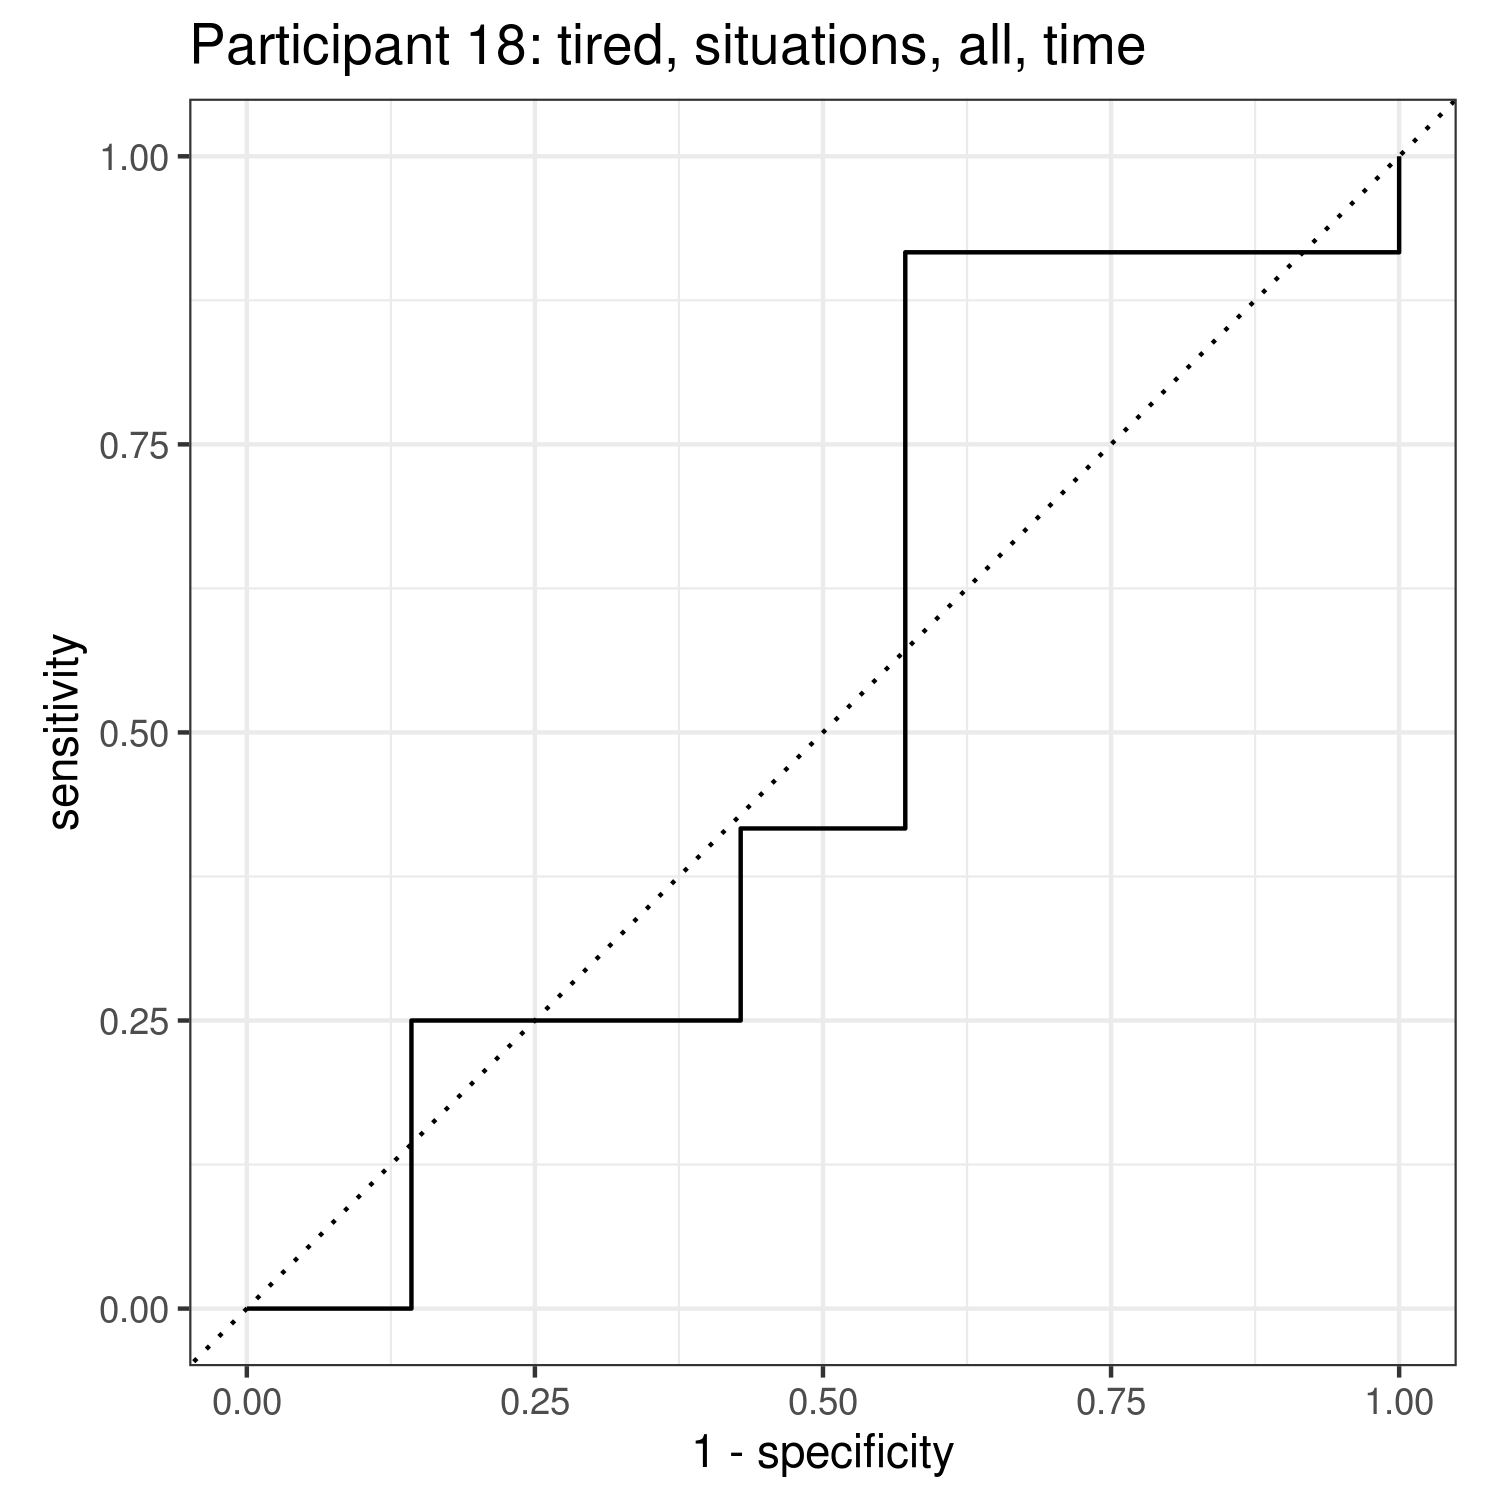 Participant 18: tired, situations, all, time
1.00
0.75
0.50
0.25
0.00
sensitivity
0.00 0.25 0.50 0.75 1.00
1 - specificity